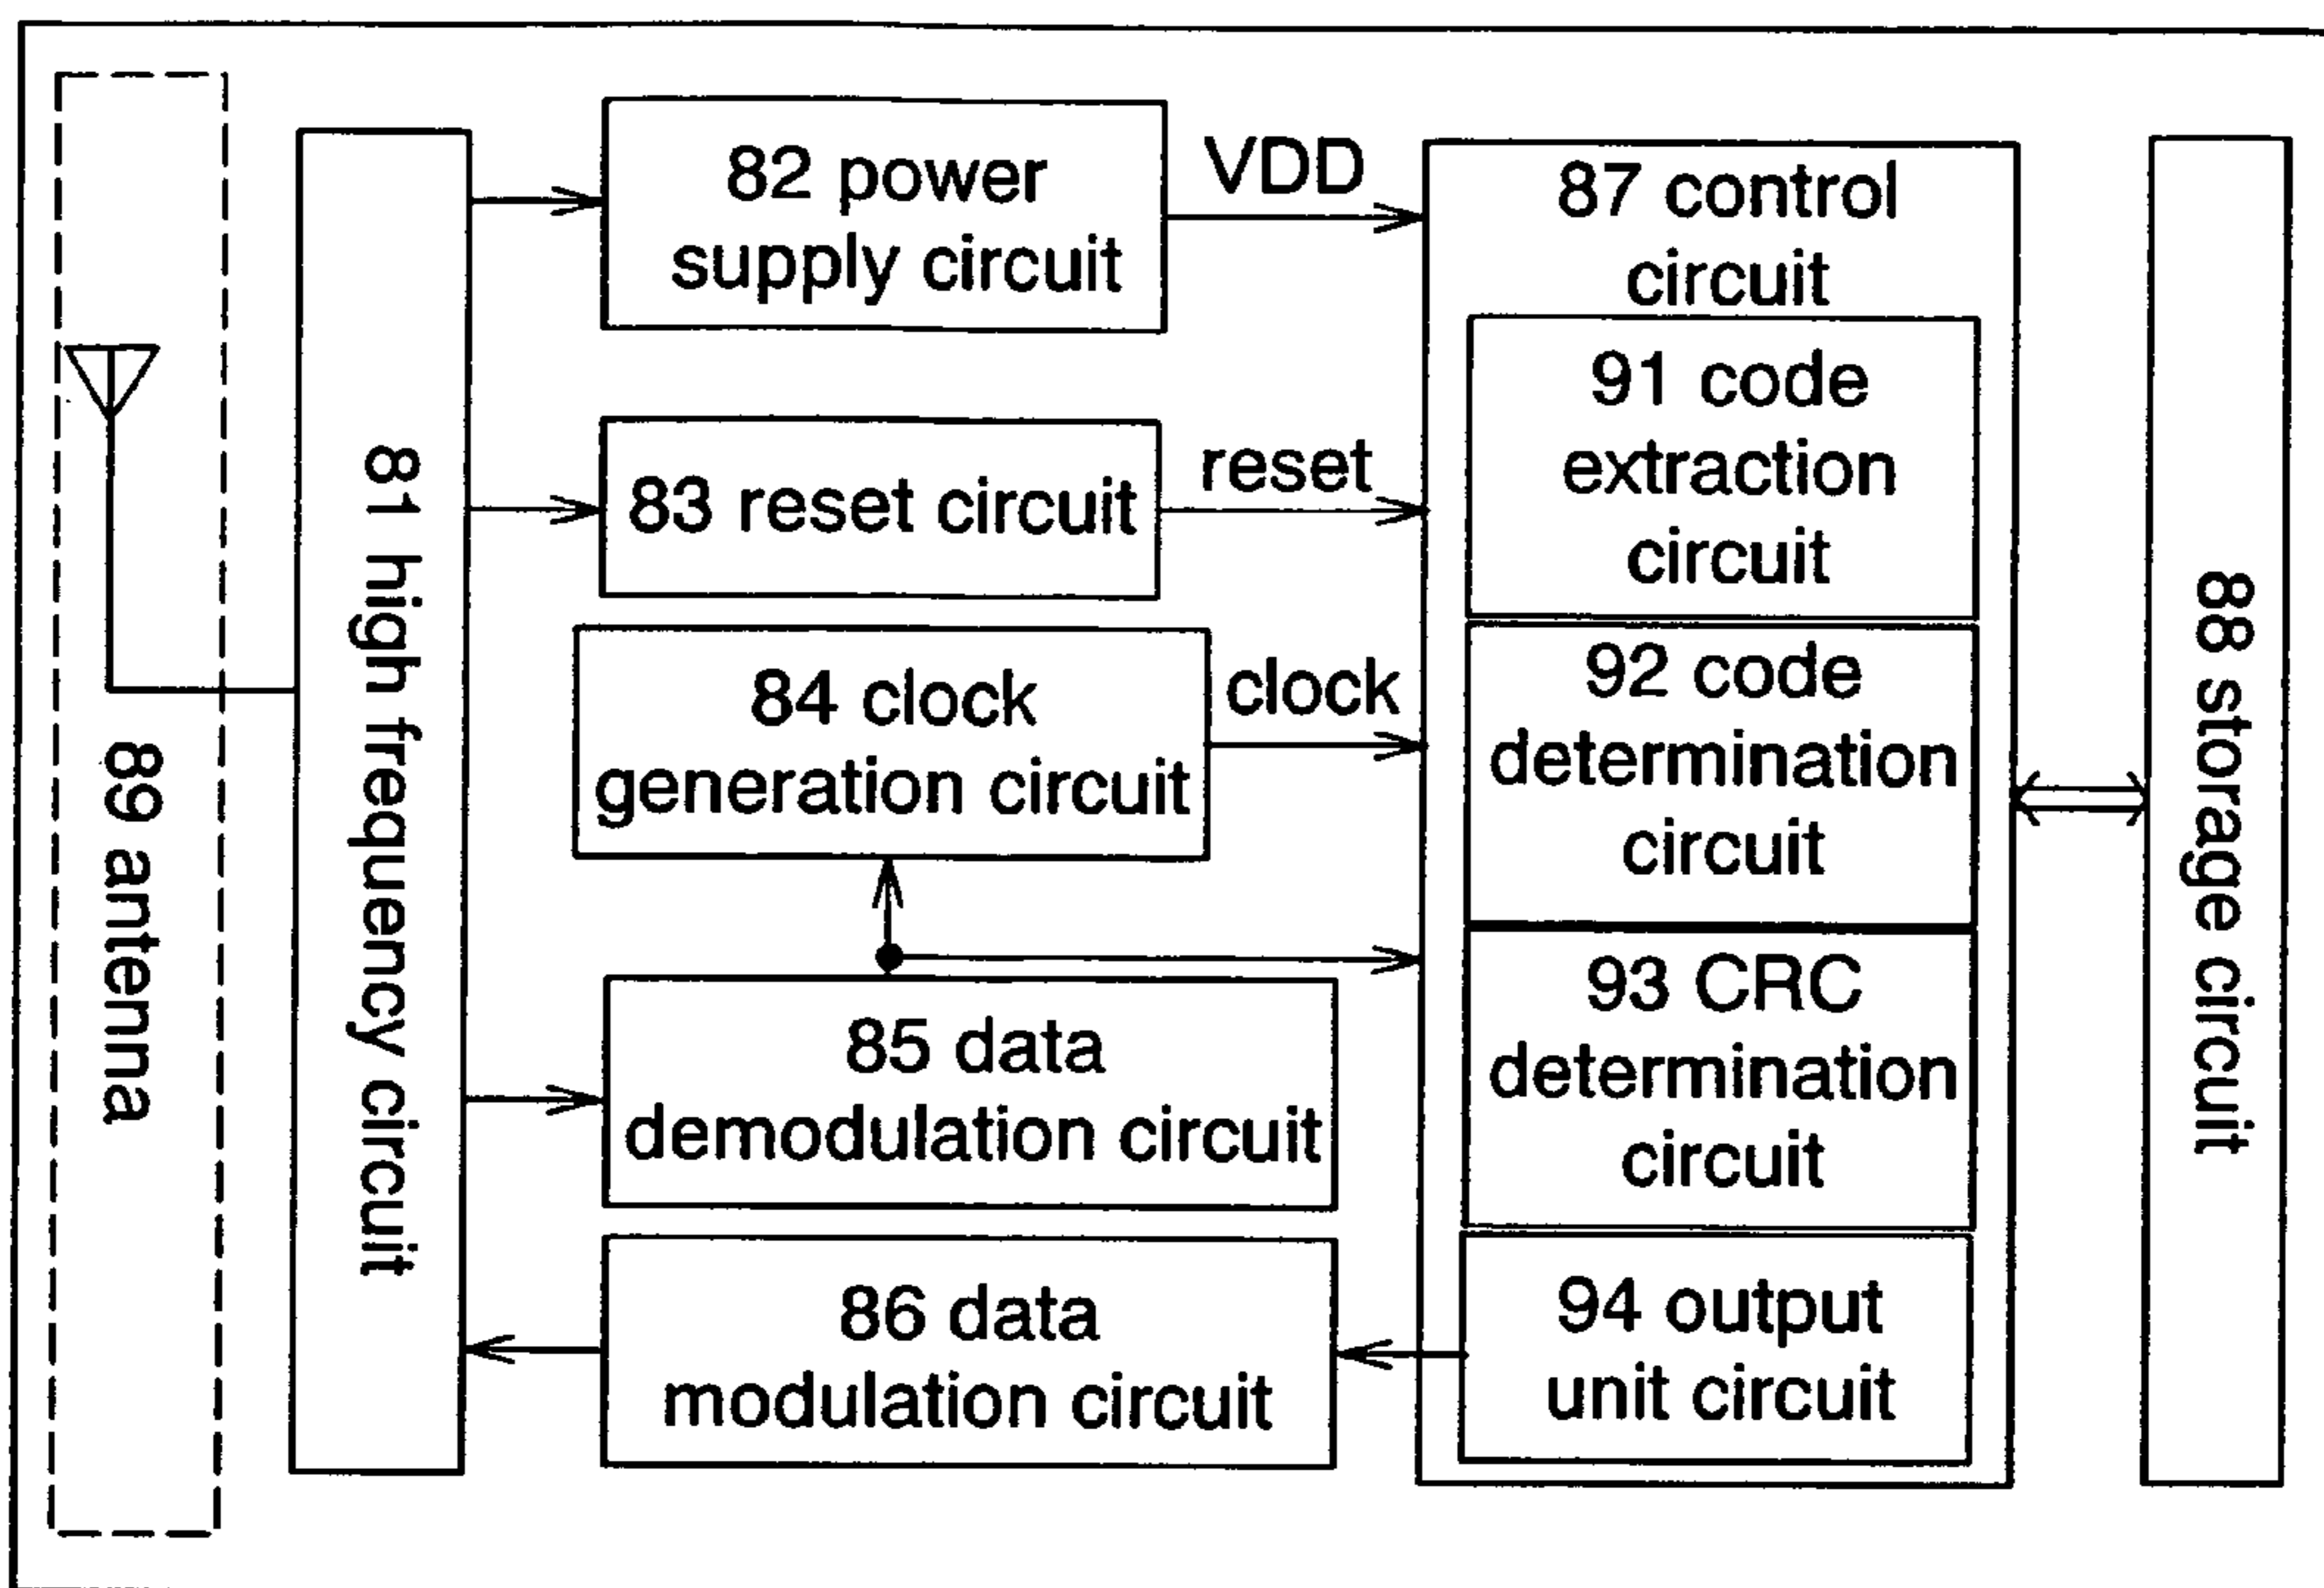 89 antenna
81 high frequency circuit
82 power
supply circuit
VDD
83 reset circuit
reset
84 clock
generation circuit
clock
85 data
demodulation circuit
86 data
modulation circuit
87 control
circuit
91 code
extraction
circuit
92 code
determination
circuit
93 CRC
determination
circuit
94 output
unit circuit
88 storage circuit